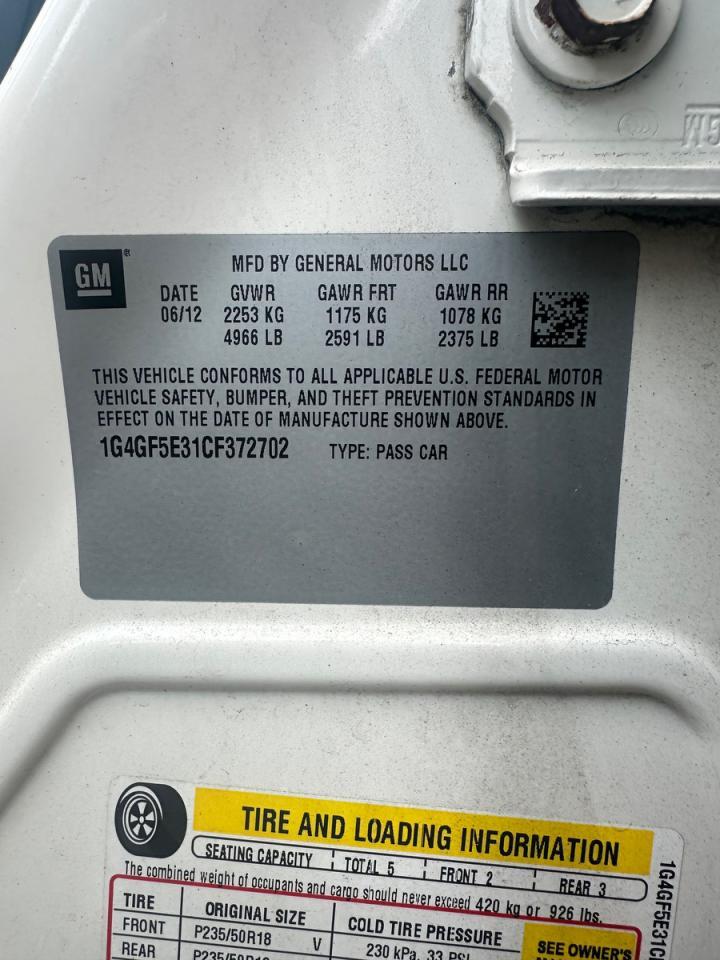 GM
GM ®
MFD BY GENERAL MOTORS LLC
DATE GVWR GAWR FRT GAWR RR
06/12 2253 KG 1175 KG 1078 KG
4966 LB 2591 LB 2375 LB
THIS VEHICLE CONFORMS TO ALL APPLICABLE U.S. FEDERAL MOTOR
VEHICLE SAFETY, BUMPER, AND THEFT PREVENTION STANDARDS IN
EFFECT ON THE DATE OF MANUFACTURE SHOWN ABOVE.
1G4GF5E31CF372702 TYPE: PASS CAR
TIRE AND LOADING INFORMATION
SEATING CAPACITY TOTAL 5 FRONT 2 REAR 3
The combined weight of occupants and cargo should never exceed 420 kg or 926 lbs.
TIRE ORIGINAL SIZE COLD TIRE PRESSURE
FRONT P235/50R18 V 230 kPa, 33 PSI
SEE OWNER'S
REAR
1G4GF5E31C